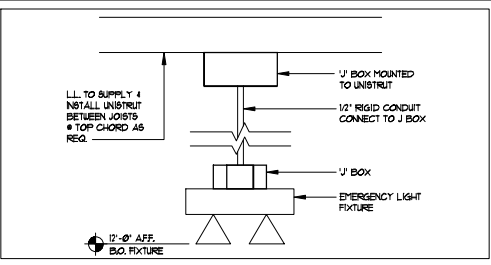 L.L. TO SUPPLY &
INSTALL UNISTRUT
BETWEEN JOISTS
@ TOP CHORD AS
REQ.
'J' BOX MOUNTED
TO UNISTRUT
1/2" RIGID CONDUIT
CONNECT TO J BOX
'J' BOX
EMERGENCY LIGHT
FIXTURE
12'-0" A.F.F.
B.O. FIXTURE